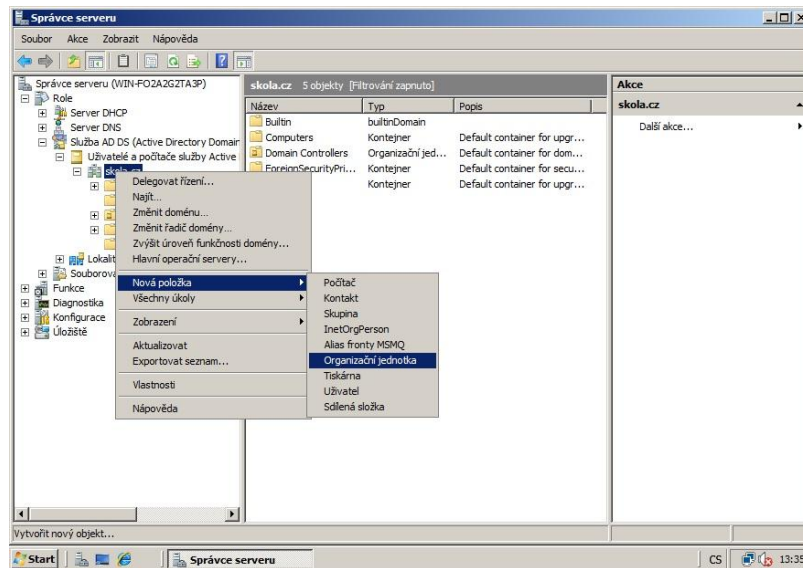 Správce serveru
Soubor Akce Zobrazit Nápověda
Správce serveru (WIN-FO2A2G2TA3P)
Role
Server DHCP
Server DNS
Služba AD DS (Active Directory Domair
Uživatelé a počítače služby Active
skola.cz
Lokalit
Souborova
Funkce
Diagnostika
Konfigurace
Úložiště
skola.cz 5 objekty [Filtrování zapnuto]
Název Typ Popis
Builtin builtinDomain
Computers Kontejner Default container for upgr...
Domain Controllers Organizační jed... Default container for dom...
ForeignSecurityPri... Kontejner Default container for secu...
Kontejner Default container for upgr...
Delegovat řízení...
Najít...
Změnit doménu...
Změnit řadič domény...
Zvýšit úroveň funkčnosti domény...
Hlavní operační servery...
Nová položka
Všechny úkoly
Zobrazení
Aktualizovat
Exportovat seznam...
Vlastnosti
Nápověda
Počítač
Kontakt
Skupina
InetOrgPerson
Alias fronty MSMQ
Organizační jednotka
Tiskárna
Uživatel
Sdílená složka
Akce
skola.cz
Další akce...
Vytvořit nový objekt...
Start Správce serveru CS 13:35